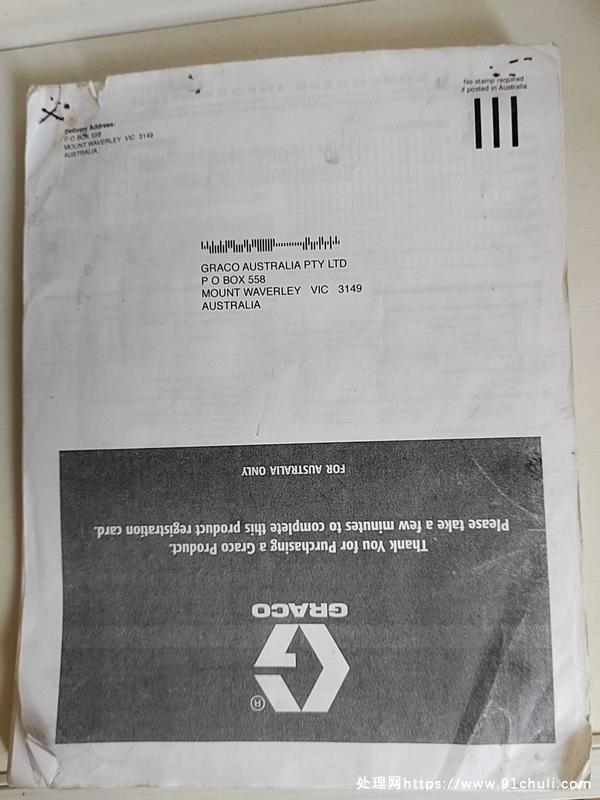 No stamp required
if posted in Australia
Delivery Address:
P O BOX 558
MOUNT WAVERLEY VIC 3149
AUSTRALIA
GRACO AUSTRALIA PTY LTD
P O BOX 558
MOUNT WAVERLEY VIC 3149
AUSTRALIA
FOR AUSTRALIA ONLY
Thank You for Purchasing a Graco Product.
Please take a few minutes to complete this product registration card.
GRACO
®
处理网https://www.91chuli.com